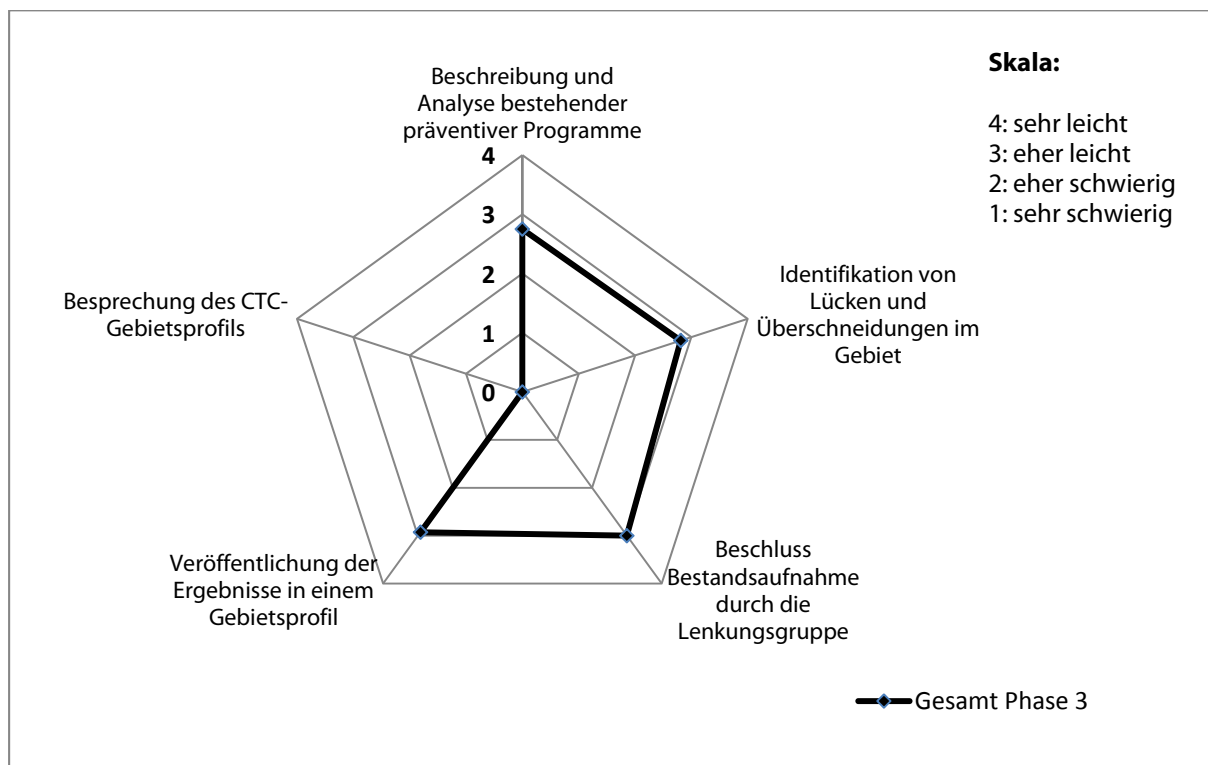 Beschreibung und
Analyse bestehender
präventiver Programme
Skala:
4: sehr leicht
3: eher leicht
2: eher schwierig
1: sehr schwierig
4
3
2
1
0
Identifikation von
Lücken und
Überschneidungen im
Gebiet
Besprechung des CTC-
Gebietsprofils
Beschluss
Bestandsaufnahme
durch die
Lenkungsgruppe
Veröffentlichung der
Ergebnisse in einem
Gebietsprofil
Gesamt Phase 3